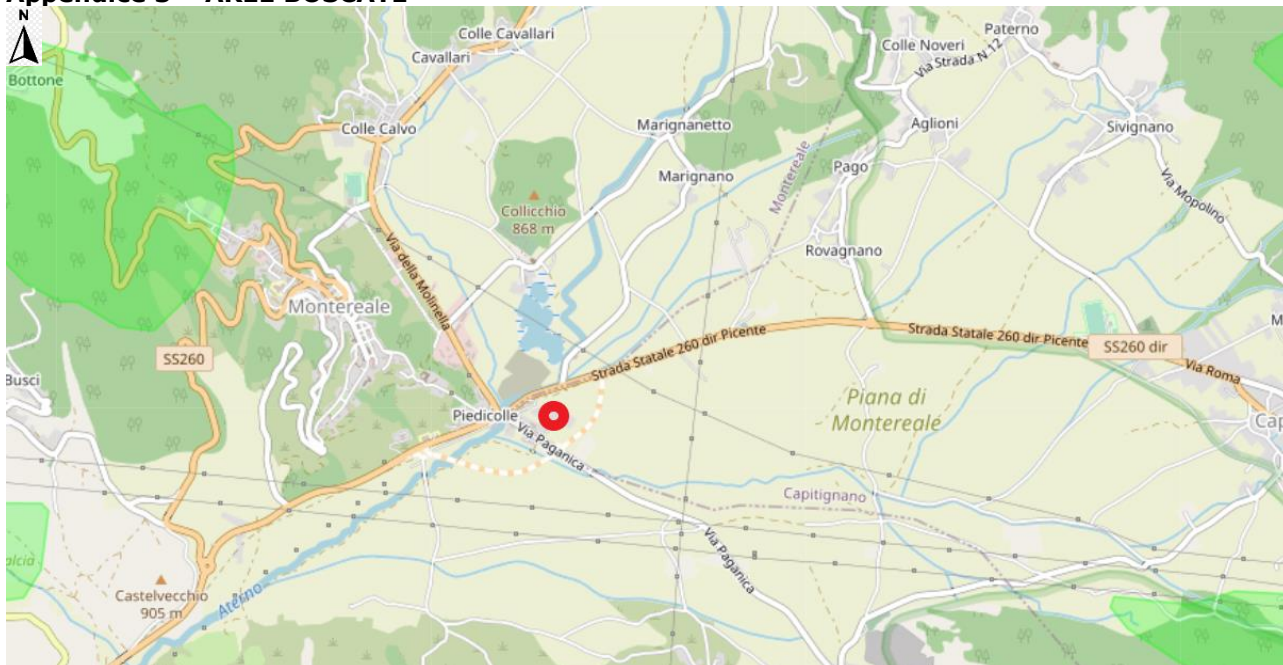 N
Bottone
Colle Cavallari
Cavallari
Paterno
Colle Noveri
Via Strada N 12
Colle Calvo
Marignanetto
Aglioni
Sivignano
Marignano
Pago
Montereale
Via Mopolino
Collicchio
868 m
Rovagnano
Via della Molinella
Montereale
SS260
Strada Statale 260 dir Picente
Strada Statale 260 dir Picente
SS260 dir
Busci
Via Roma
Piana di
Montereale
Piedicolle
Cap
Via Paganica
Capitignano
Via Paganica
Castelvecchio
905 m
Aterno